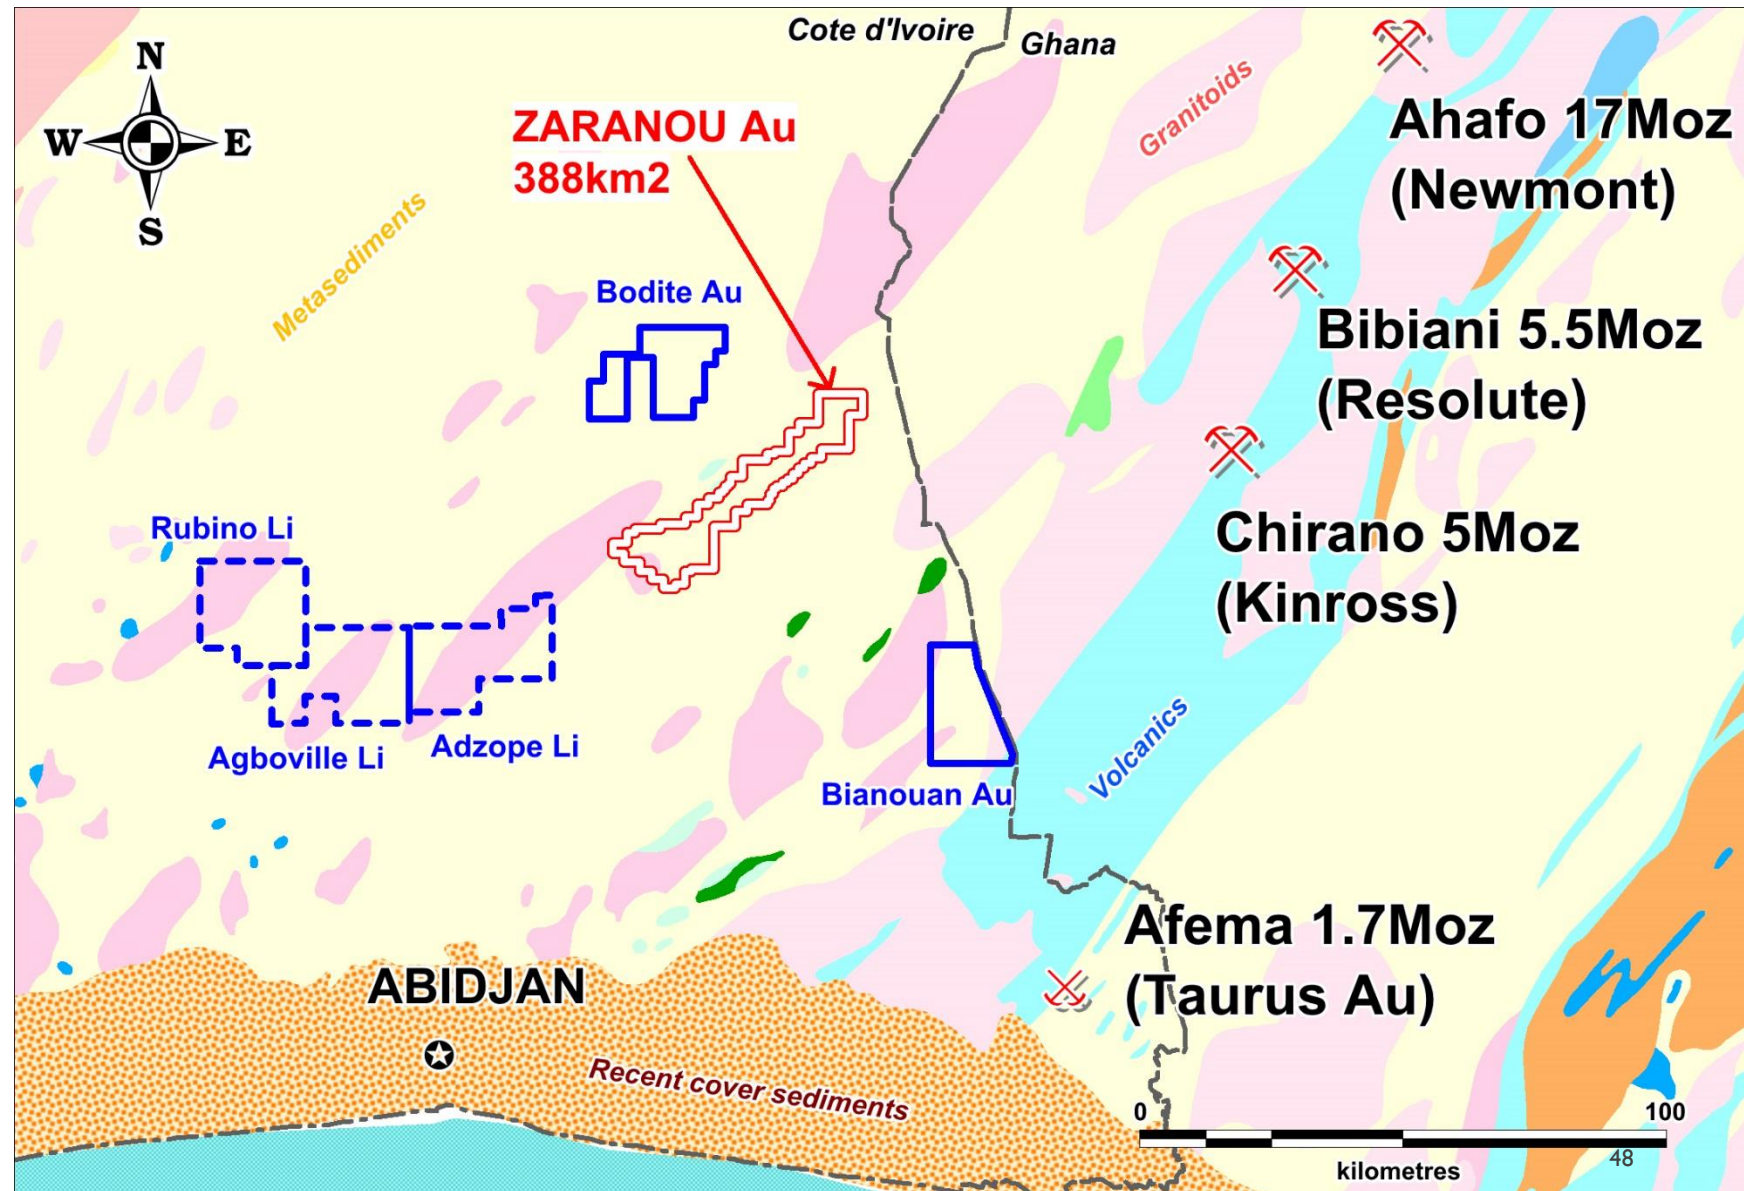 Cote d'Ivoire
Ghana
N
W
E
S
ZARANOU Au
388km2
Granitoids
Ahafo 17Moz
(Newmont)
Metasediments
Bodite Au
Bibiani 5.5Moz
(Resolute)
Rubino Li
Chirano 5Moz
(Kinross)
Agboville Li
Adzope Li
Bianouan Au
Volcanics
Afema 1.7Moz
(Taurus Au)
ABIDJAN
Recent cover sediments
0
100
kilometres
48